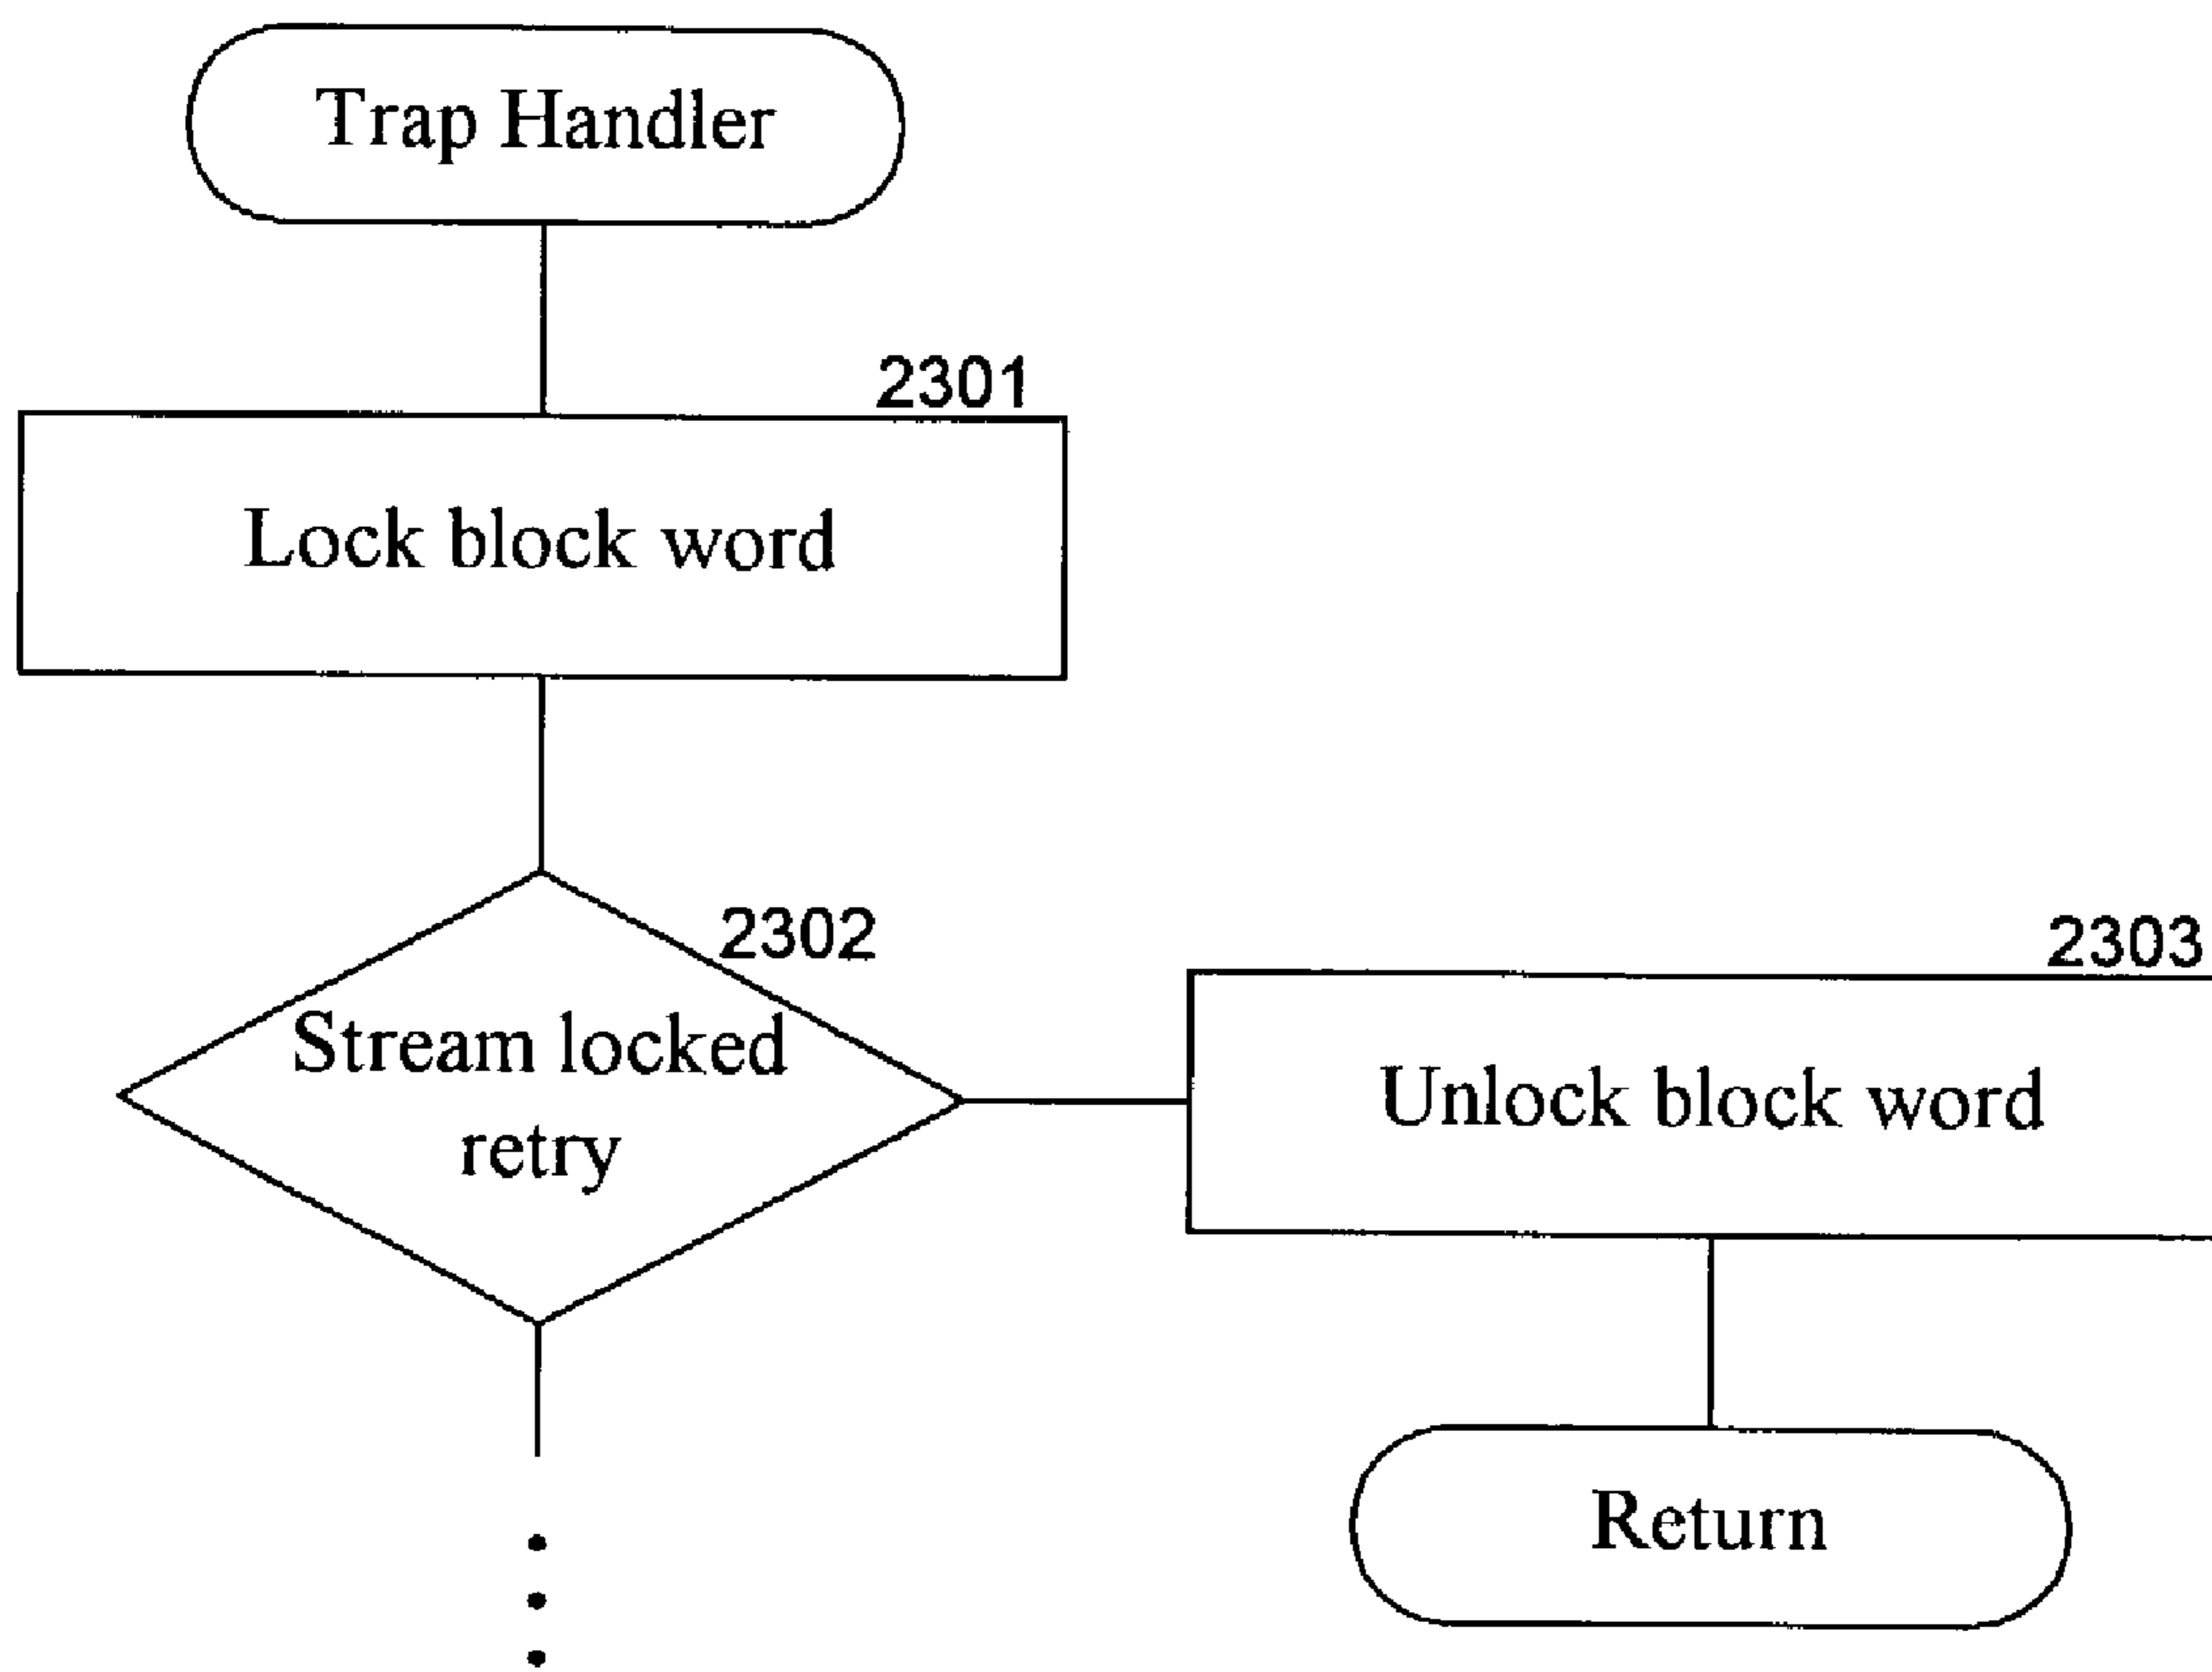 Trap Handler
2301
Lock block word
2302
Stream locked
retry
2303
Unlock block word
Return